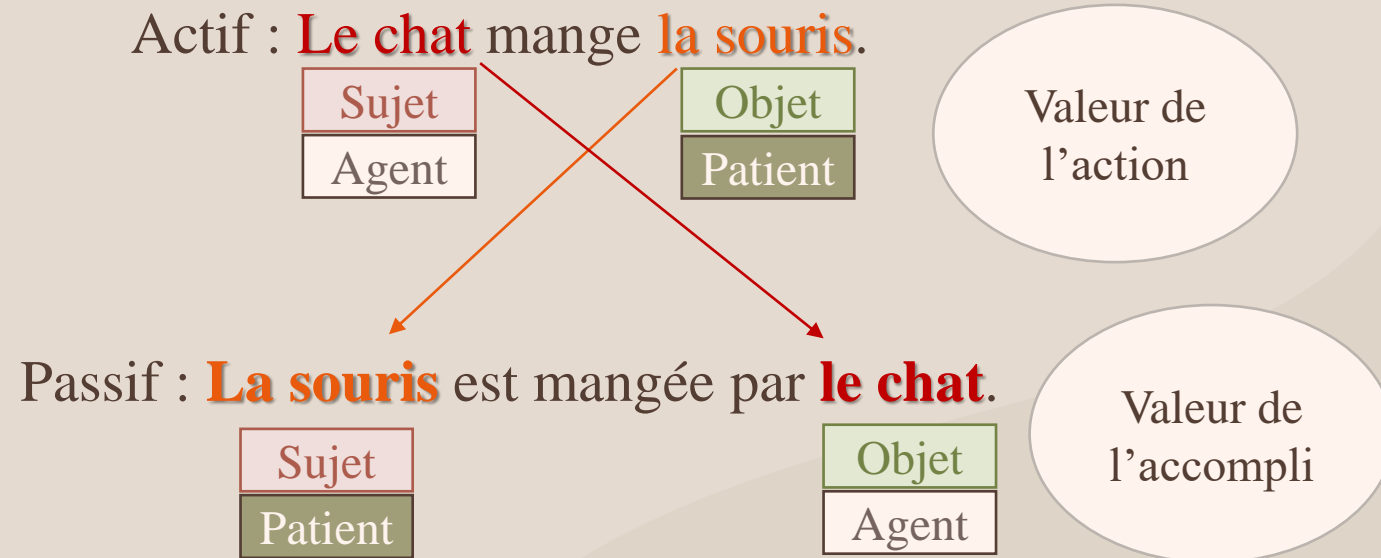 Actif : Le chat mange la souris.
Sujet
Objet
Agent
Patient
Valeur de
l’action
Passif : La souris est mangée par le chat.
Sujet
Objet
Patient
Agent
Valeur de
l’accompli